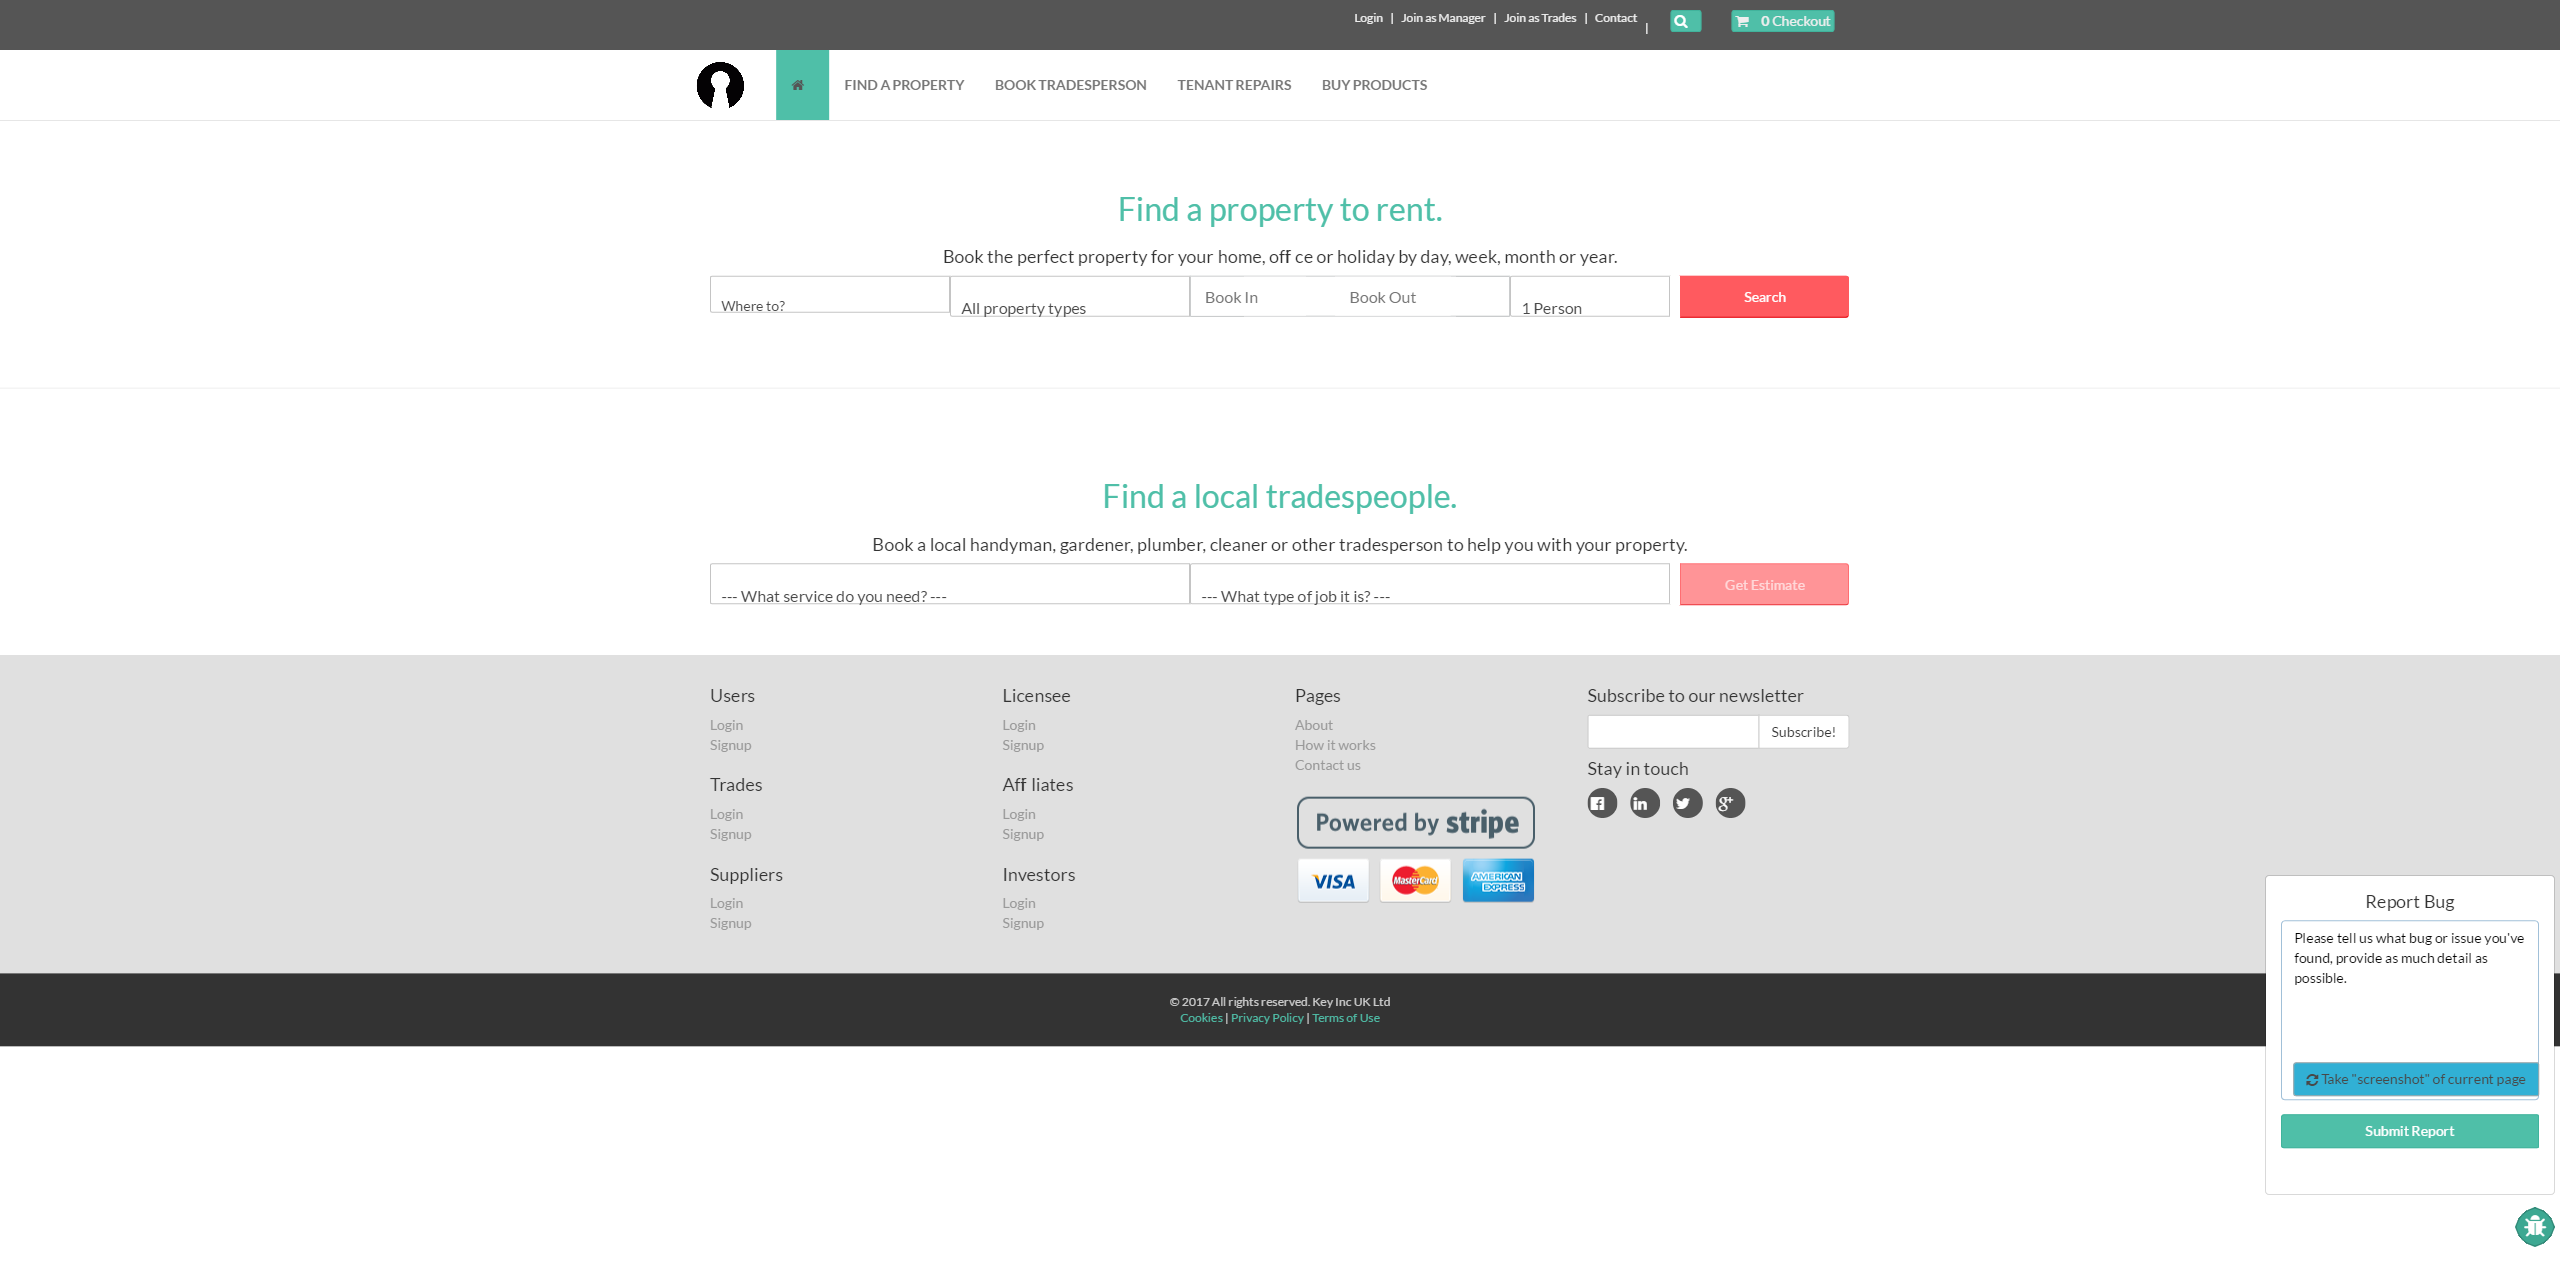 Login | Join as Manager | Join as Trades | Contact |
0 Checkout
FIND A PROPERTY BOOK TRADESPERSON TENANT REPAIRS BUY PRODUCTS
Find a property to rent.
Book the perfect property for your home, off ce or holiday by day, week, month or year.
Where to? All property types Book In Book Out 1 Person Search
Find a local tradespeople.
Book a local handyman, gardener, plumber, cleaner or other tradesperson to help you with your property.
--- What service do you need? --- --- What type of job it is? --- Get Estimate
Users
Login
Signup
Trades
Login
Signup
Suppliers
Login
Signup
Licensee
Login
Signup
Aff liates
Login
Signup
Investors
Login
Signup
Pages
About
How it works
Contact us
Powered by stripe
VISA MasterCard AMERICAN EXPRESS
Subscribe to our newsletter
Subscribe!
Stay in touch
© 2017 All rights reserved. Key Inc UK Ltd
Cookies | Privacy Policy | Terms of Use
Report Bug
Please tell us what bug or issue you've
found, provide as much detail as
possible.
Take "screenshot" of current page
Submit Report